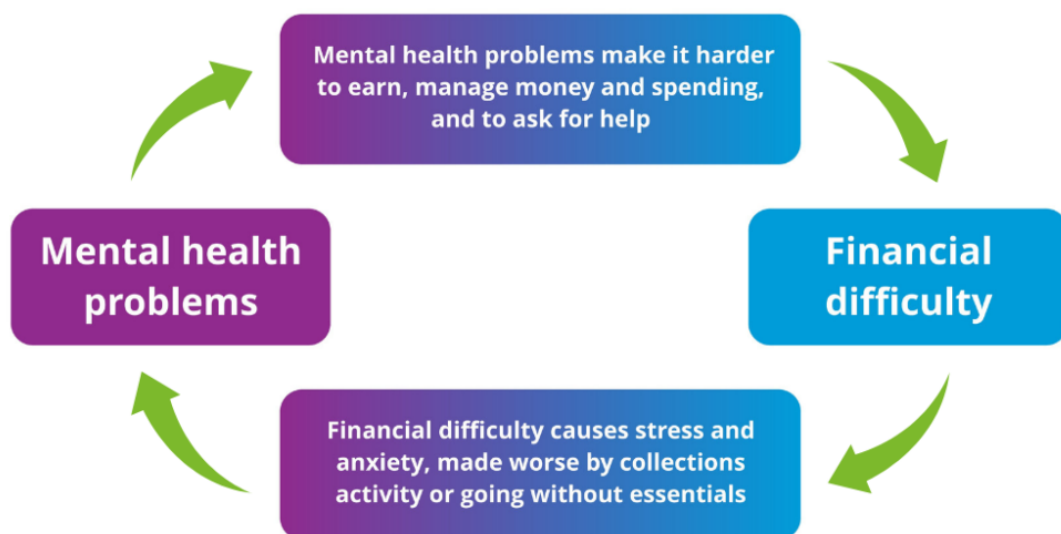 Mental health problems make it harder
to earn, manage money and spending,
and to ask for help
Mental health
problems
Financial
difficulty
Financial difficulty causes stress and
anxiety, made worse by collections
activity or going without essentials